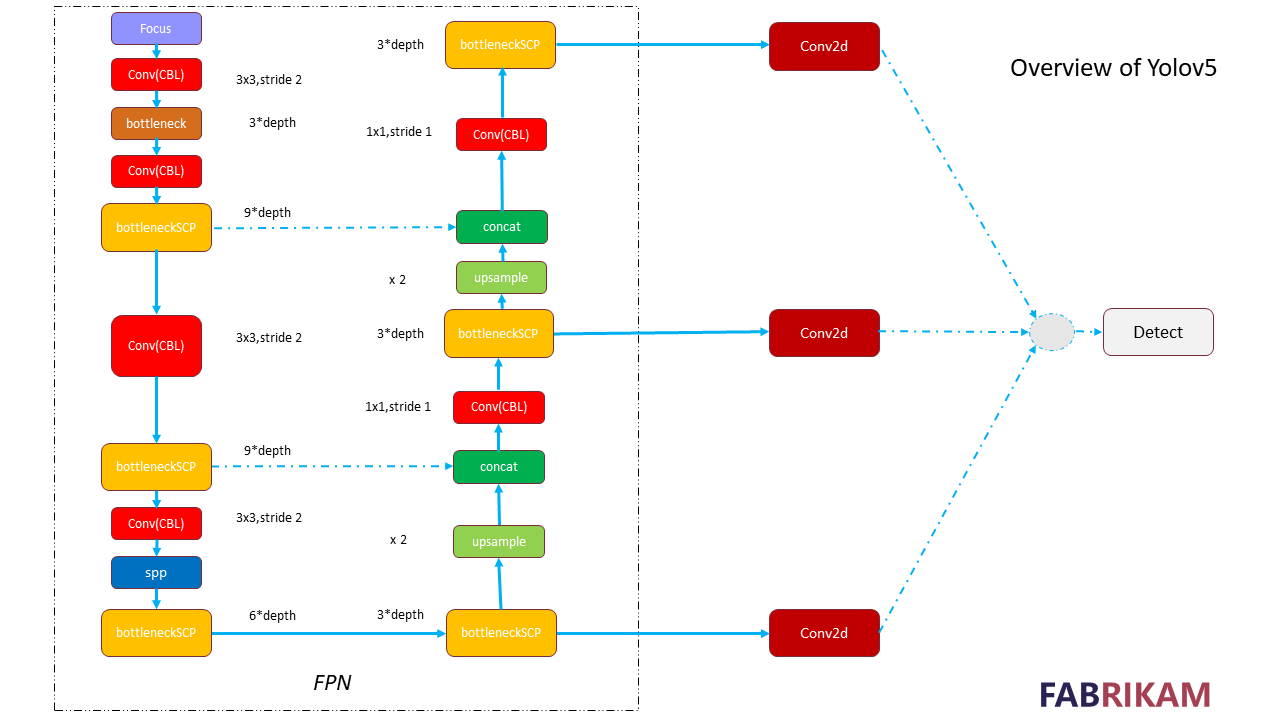 Overview of Yolov5
Focus
Conv(CBL)
3x3,stride 2
bottleneck
3*depth
Conv(CBL)
bottleneckSCP
9*depth
Conv(CBL)
3x3,stride 2
bottleneckSCP
9*depth
Conv(CBL)
3x3,stride 2
spp
bottleneckSCP
6*depth
3*depth
bottleneckSCP
1x1,stride 1
Conv(CBL)
concat
x 2
upsample
3*depth
bottleneckSCP
1x1,stride 1
Conv(CBL)
concat
x 2
upsample
3*depth
bottleneckSCP
Conv2d
Conv2d
Conv2d
Detect
FPN
FABRIKAM